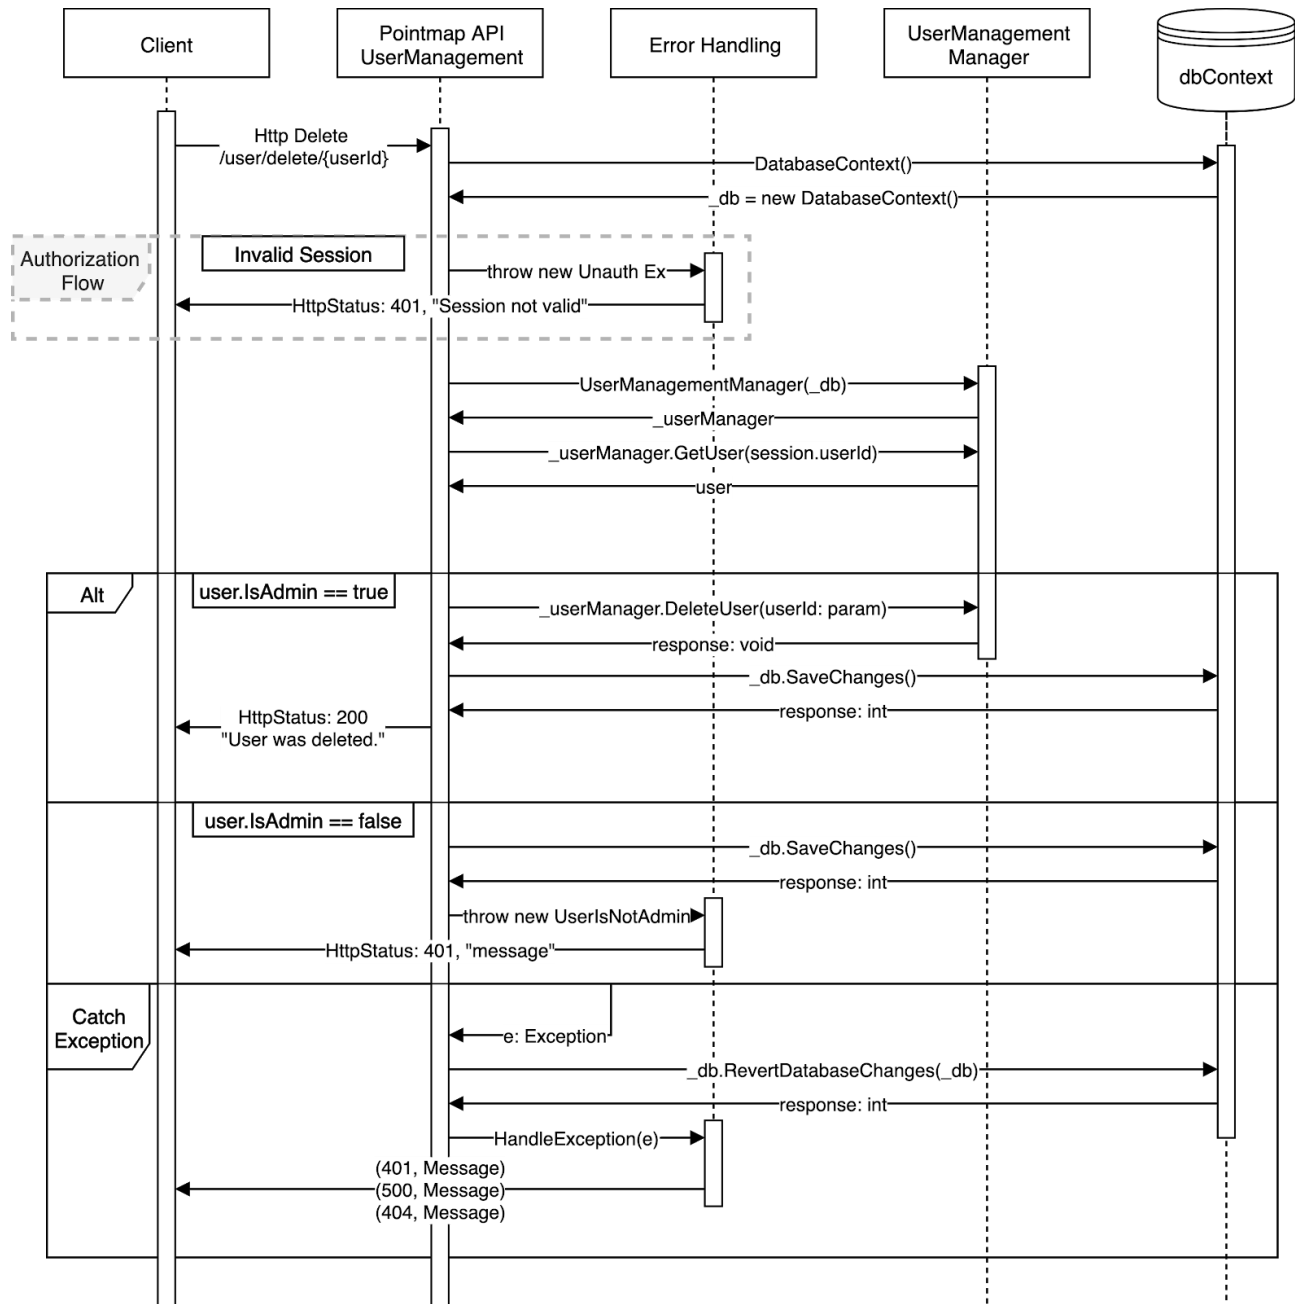 Client
Pointmap API
UserManagement
Error Handling
UserManagement
Manager
dbContext
Http Delete
/user/delete/{userId}
DatabaseContext()
_db = new DatabaseContext()
Authorization
Flow
Invalid Session
throw new Unauth Ex
HttpStatus: 401, "Session not valid"
UserManagementManager(_db)
_userManager
_userManager.GetUser(session.userId)
user
Alt
user.IsAdmin == true
_userManager.DeleteUser(userId: param)
response: void
_db.SaveChanges()
response: int
HttpStatus: 200
"User was deleted."
user.IsAdmin == false
_db.SaveChanges()
response: int
throw new UserIsNotAdmin
HttpStatus: 401, "message"
Catch
Exception
e: Exception
_db.RevertDatabaseChanges(_db)
response: int
HandleException(e)
(401, Message)
(500, Message)
(404, Message)